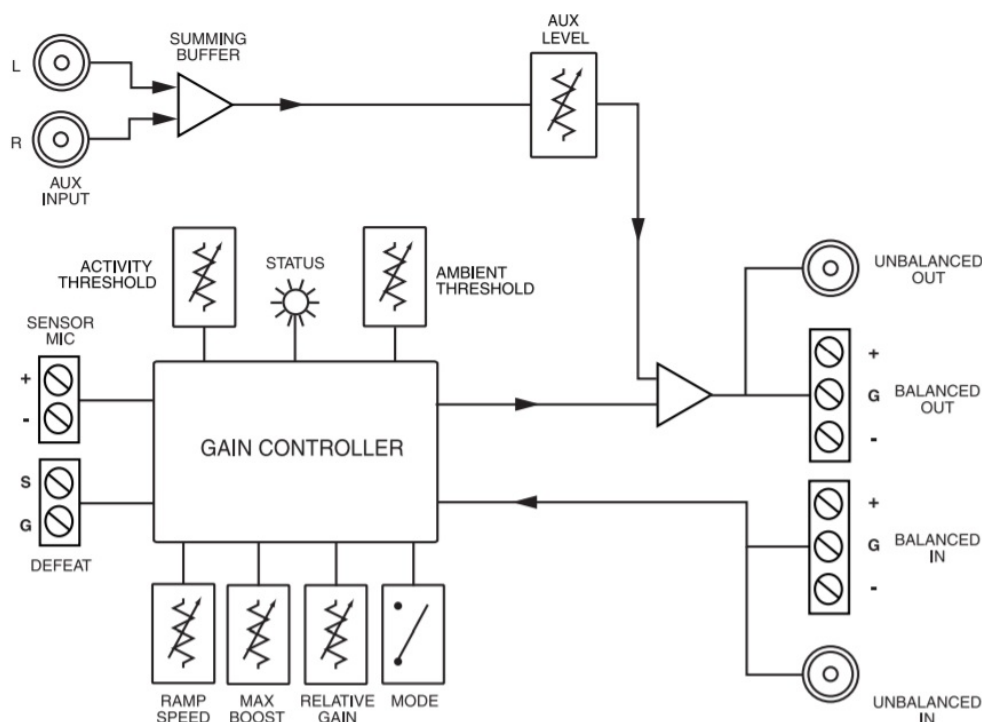 AUX
LEVEL
SUMMING
BUFFER
L
R
AUX
INPUT
ACTIVITY
THRESHOLD
STATUS
AMBIENT
THRESHOLD
UNBALANCED
OUT
SENSOR
MIC
+
-
GAIN CONTROLLER
+
G
-
BALANCED
OUT
S
G
DEFEAT
+
G
-
BALANCED
IN
RAMP
SPEED
MAX
BOOST
RELATIVE
GAIN
MODE
UNBALANCED
IN